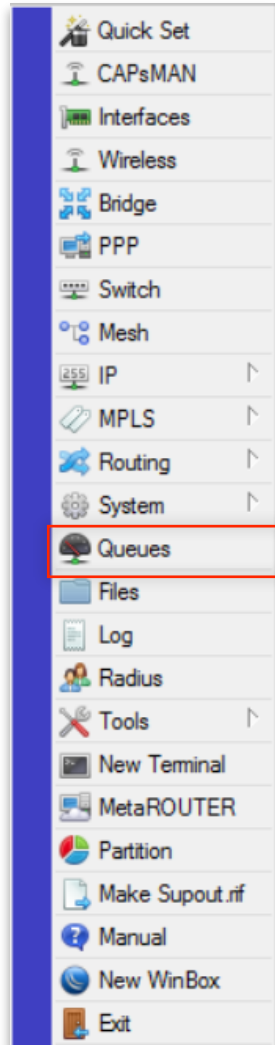 Quick Set
CAPsMAN
Interfaces
Wireless
Bridge
PPP
Switch
Mesh
255 IP
MPLS
Routing
System
Queues
Files
Log
Radius
Tools
New Terminal
MetaROUTER
Partition
Make Supout.rif
Manual
New WinBox
Exit